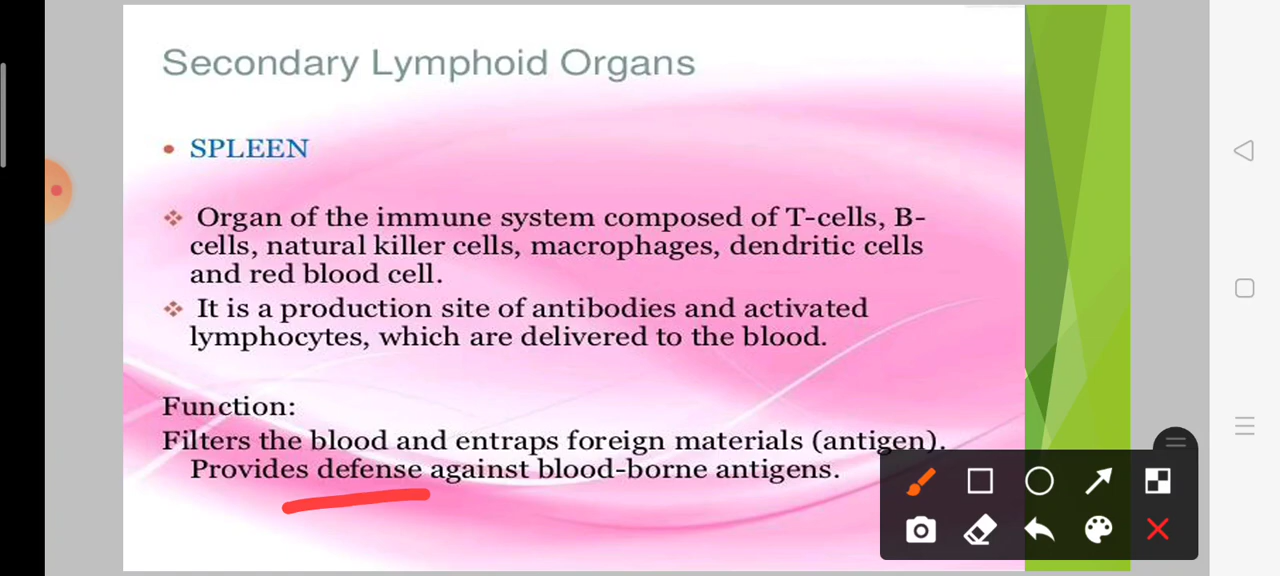 Secondary Lymphoid Organs
SPLEEN
Organ of the immune system composed of T-cells, B-
cells, natural killer cells, macrophages, dendritic cells
and red blood cell.
It is a production site of antibodies and activated
lymphocytes, which are delivered to the blood.
Function:
Filters the blood and entraps foreign materials (antigen).
Provides defense against blood-borne antigens.